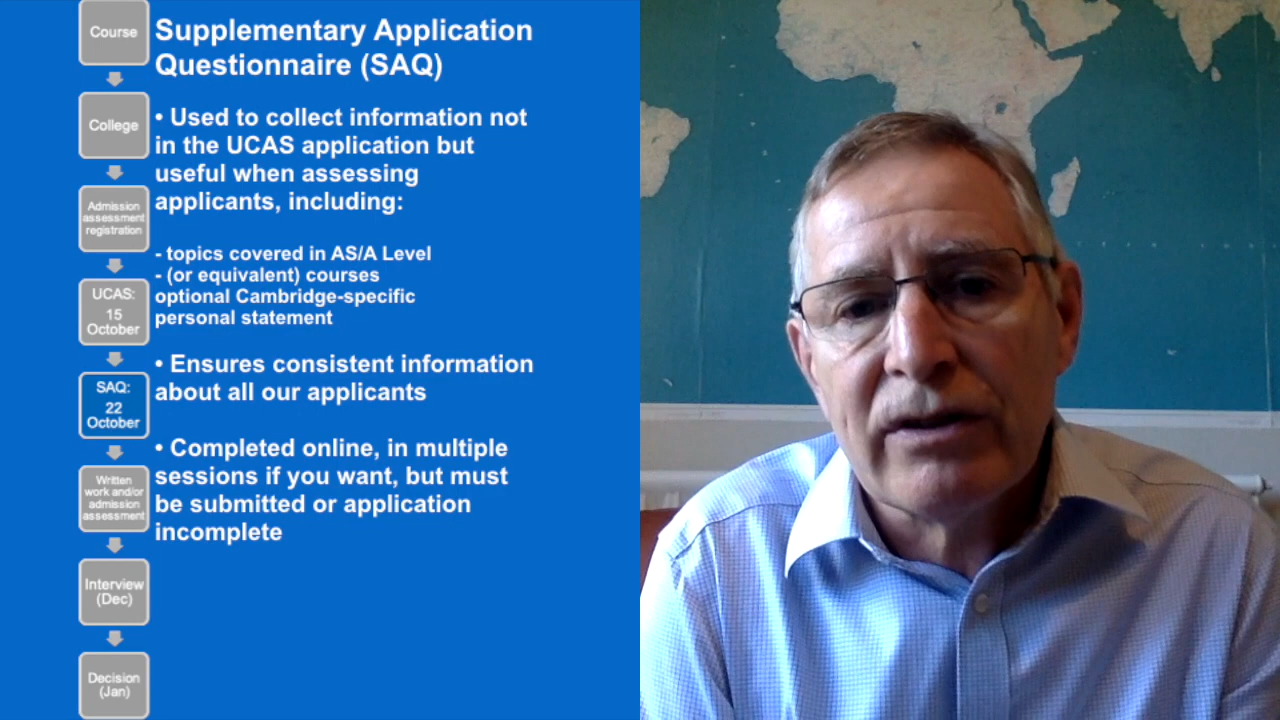 Course
College
Admission
assessment
registration
UCAS:
15
October
SAQ:
22
October
Written
work and/or
admission
assessment
Interview
(Dec)
Decision
(Jan)
Supplementary Application
Questionnaire (SAQ)
• Used to collect information not
in the UCAS application but
useful when assessing
applicants, including:
- topics covered in AS/A Level
- (or equivalent) courses
optional Cambridge-specific
personal statement
• Ensures consistent information
about all our applicants
• Completed online, in multiple
sessions if you want, but must
be submitted or application
incomplete